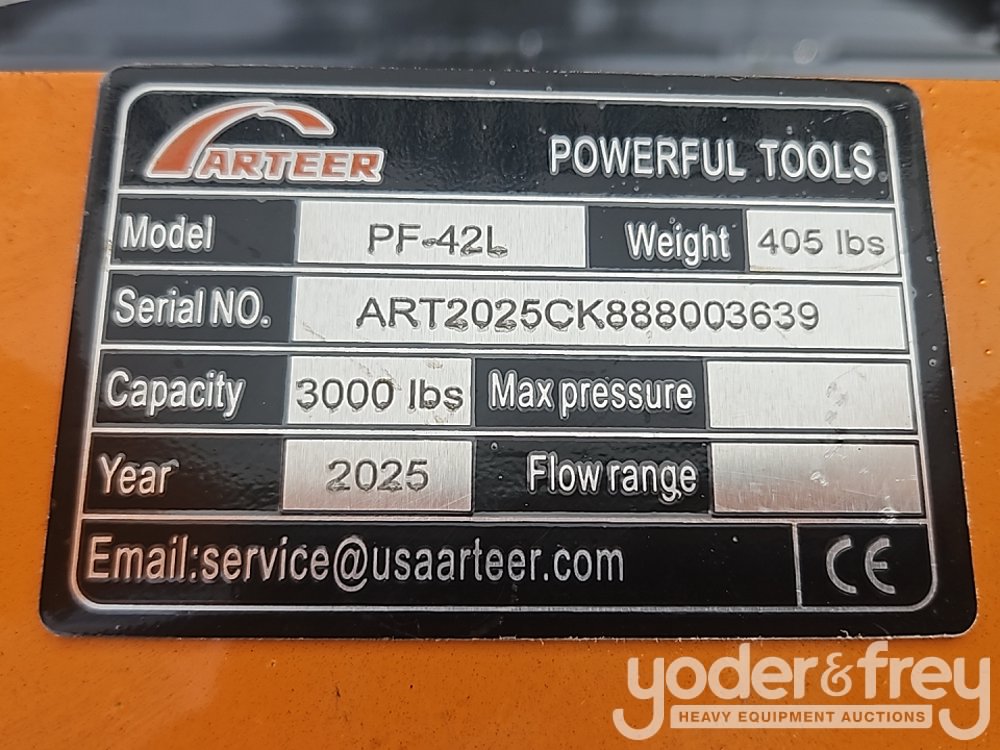 ARTEER POWERFUL TOOLS
Model PF-42L Weight 405 lbs
Serial NO. ART2025CK888003639
Capacity 3000 lbs Max pressure
Year 2025 Flow range
Email:service@usaarteer.com CE
yoder&frey
HEAVY EQUIPMENT AUCTIONS